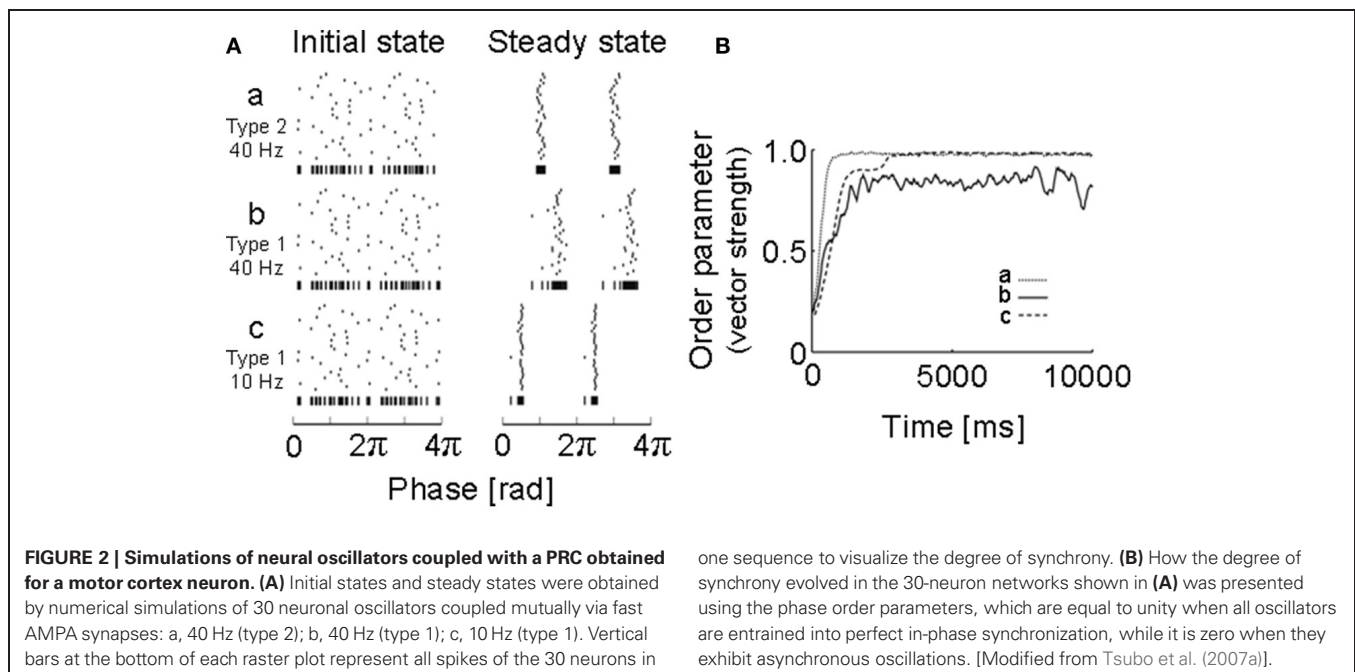 A
Initial state
Steady state
a
Type 2
40 Hz
b
Type 1
40 Hz
c
Type 1
10 Hz
0
2π
4π
0
2π
4π
Phase [rad]
B
Order parameter
(vector strength)
1.0
0.5
0
a
b
c
0
5000
10000
Time [ms]
FIGURE 2 | Simulations of neural oscillators coupled with a PRC obtained
for a motor cortex neuron. (A) Initial states and steady states were obtained
by numerical simulations of 30 neuronal oscillators coupled mutually via fast
AMPA synapses: a, 40 Hz (type 2); b, 40 Hz (type 1); c, 10 Hz (type 1). Vertical
bars at the bottom of each raster plot represent all spikes of the 30 neurons in
one sequence to visualize the degree of synchrony. (B) How the degree of
synchrony evolved in the 30-neuron networks shown in (A) was presented
using the phase order parameters, which are equal to unity when all oscillators
are entrained into perfect in-phase synchronization, while it is zero when they
exhibit asynchronous oscillations. [Modified from Tsubo et al. (2007a)].